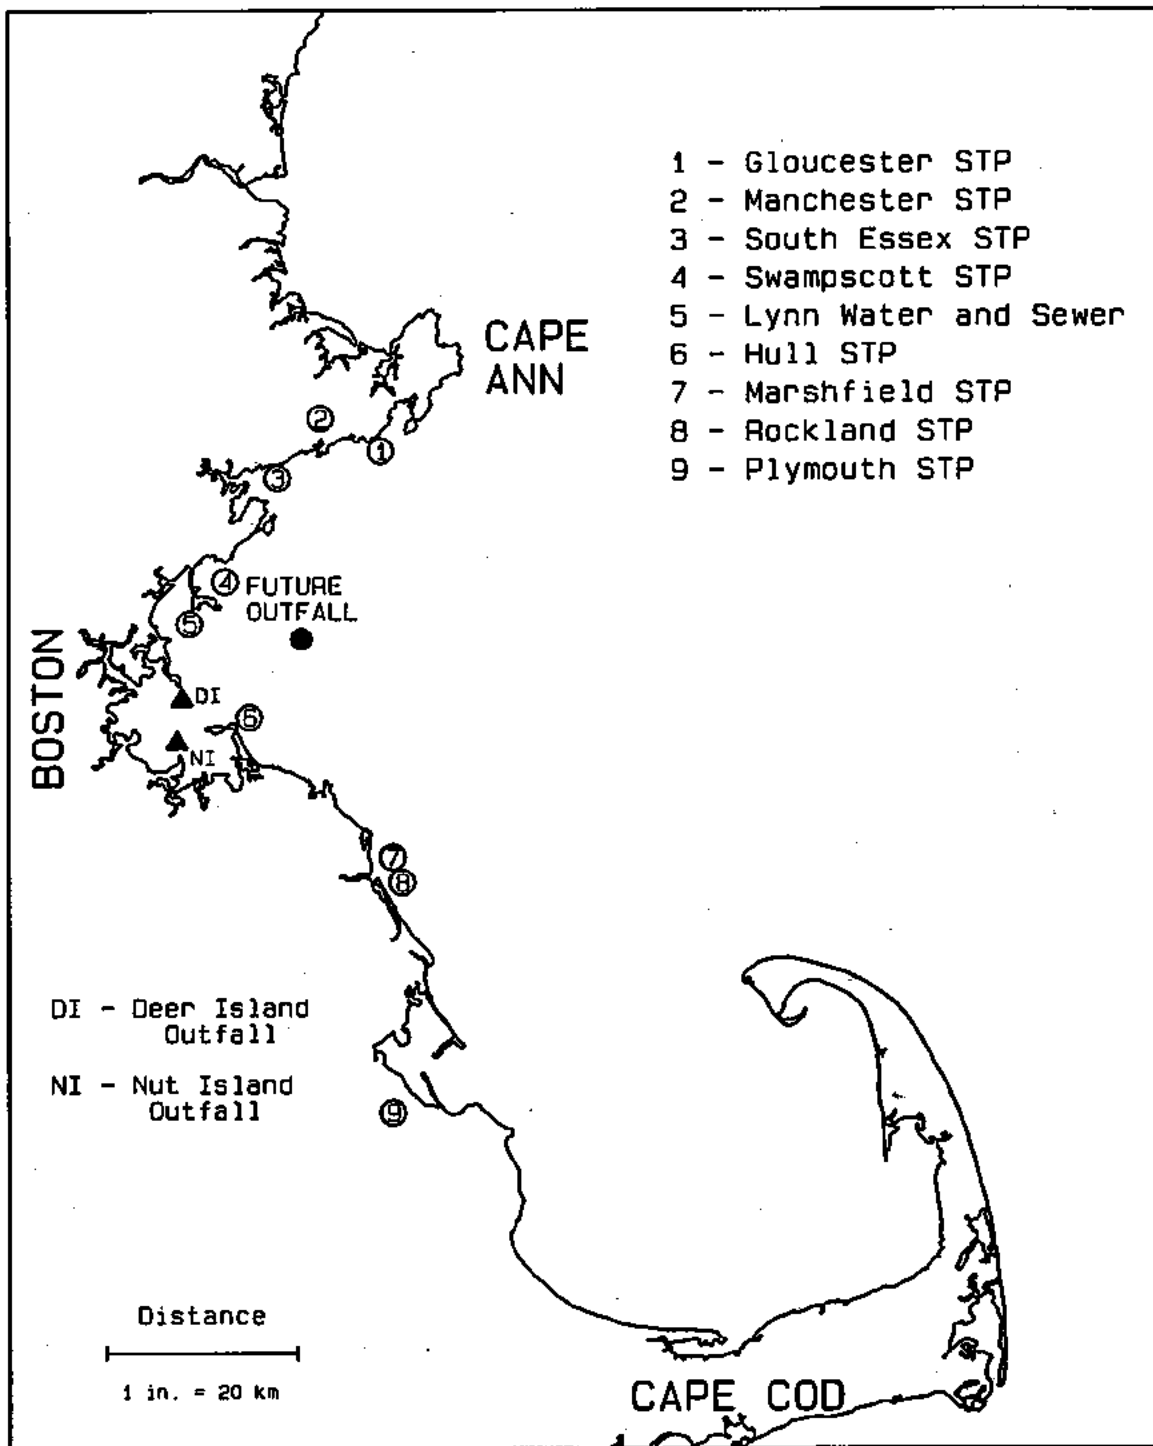 1 - Gloucester STP
2 - Manchester STP
3 - South Essex STP
4 - Swampscott STP
5 - Lynn Water and Sewer
6 - Hull STP
7 - Marshfield STP
8 - Rockland STP
9 - Plymouth STP
CAPE
ANN
2
1
3
4
FUTURE
OUTFALL
5
BOSTON
DI
6
NI
7
8
DI - Deer Island
Outfall
NI - Nut Island
Outfall
9
Distance
1 in. = 20 km
CAPE COD